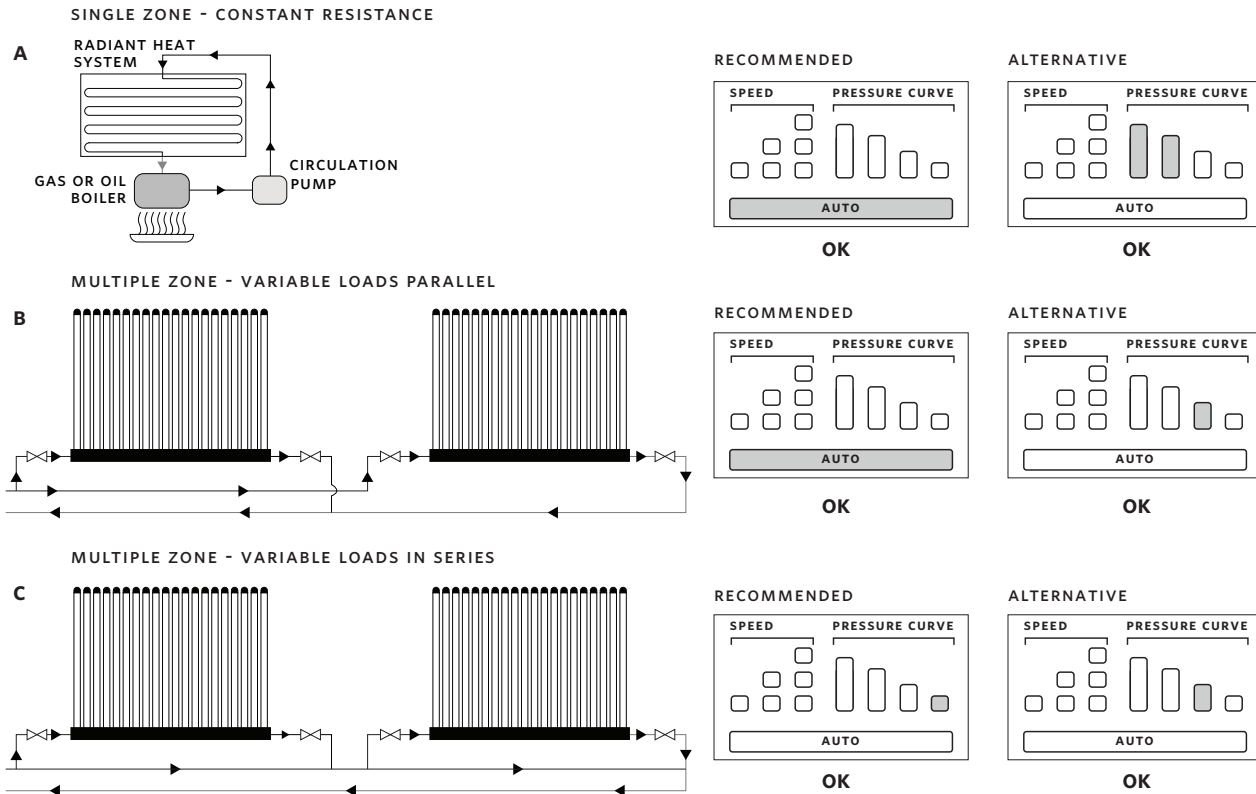 SINGLE ZONE - CONSTANT RESISTANCE
A
RADIANT HEAT
SYSTEM
GAS OR OIL
BOILER
CIRCULATION
PUMP
RECOMMENDED
SPEED PRESSURE CURVE
AUTO
OK
ALTERNATIVE
SPEED PRESSURE CURVE
AUTO
OK
MULTIPLE ZONE - VARIABLE LOADS PARALLEL
B
RECOMMENDED
SPEED PRESSURE CURVE
AUTO
OK
ALTERNATIVE
SPEED PRESSURE CURVE
AUTO
OK
MULTIPLE ZONE - VARIABLE LOADS IN SERIES
C
RECOMMENDED
SPEED PRESSURE CURVE
AUTO
OK
ALTERNATIVE
SPEED PRESSURE CURVE
AUTO
OK